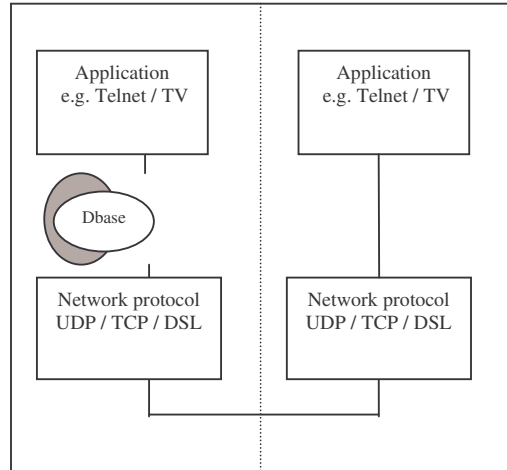 Application
e.g. Telnet / TV
Application
e.g. Telnet / TV
Dbase
Network protocol
UDP / TCP / DSL
Network protocol
UDP / TCP / DSL